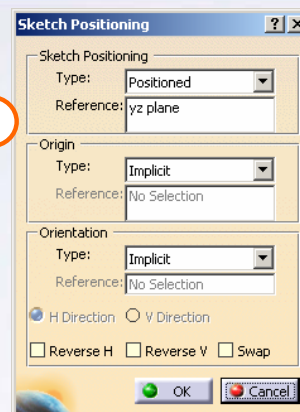 Sketch Positioning
Sketch Positioning
Type: Positioned
Reference: yz plane
Origin
Type: Implicit
Reference: No Selection
Orientation
Type: Implicit
Reference: No Selection
H Direction V Direction
Reverse H Reverse V Swap
OK Cancel